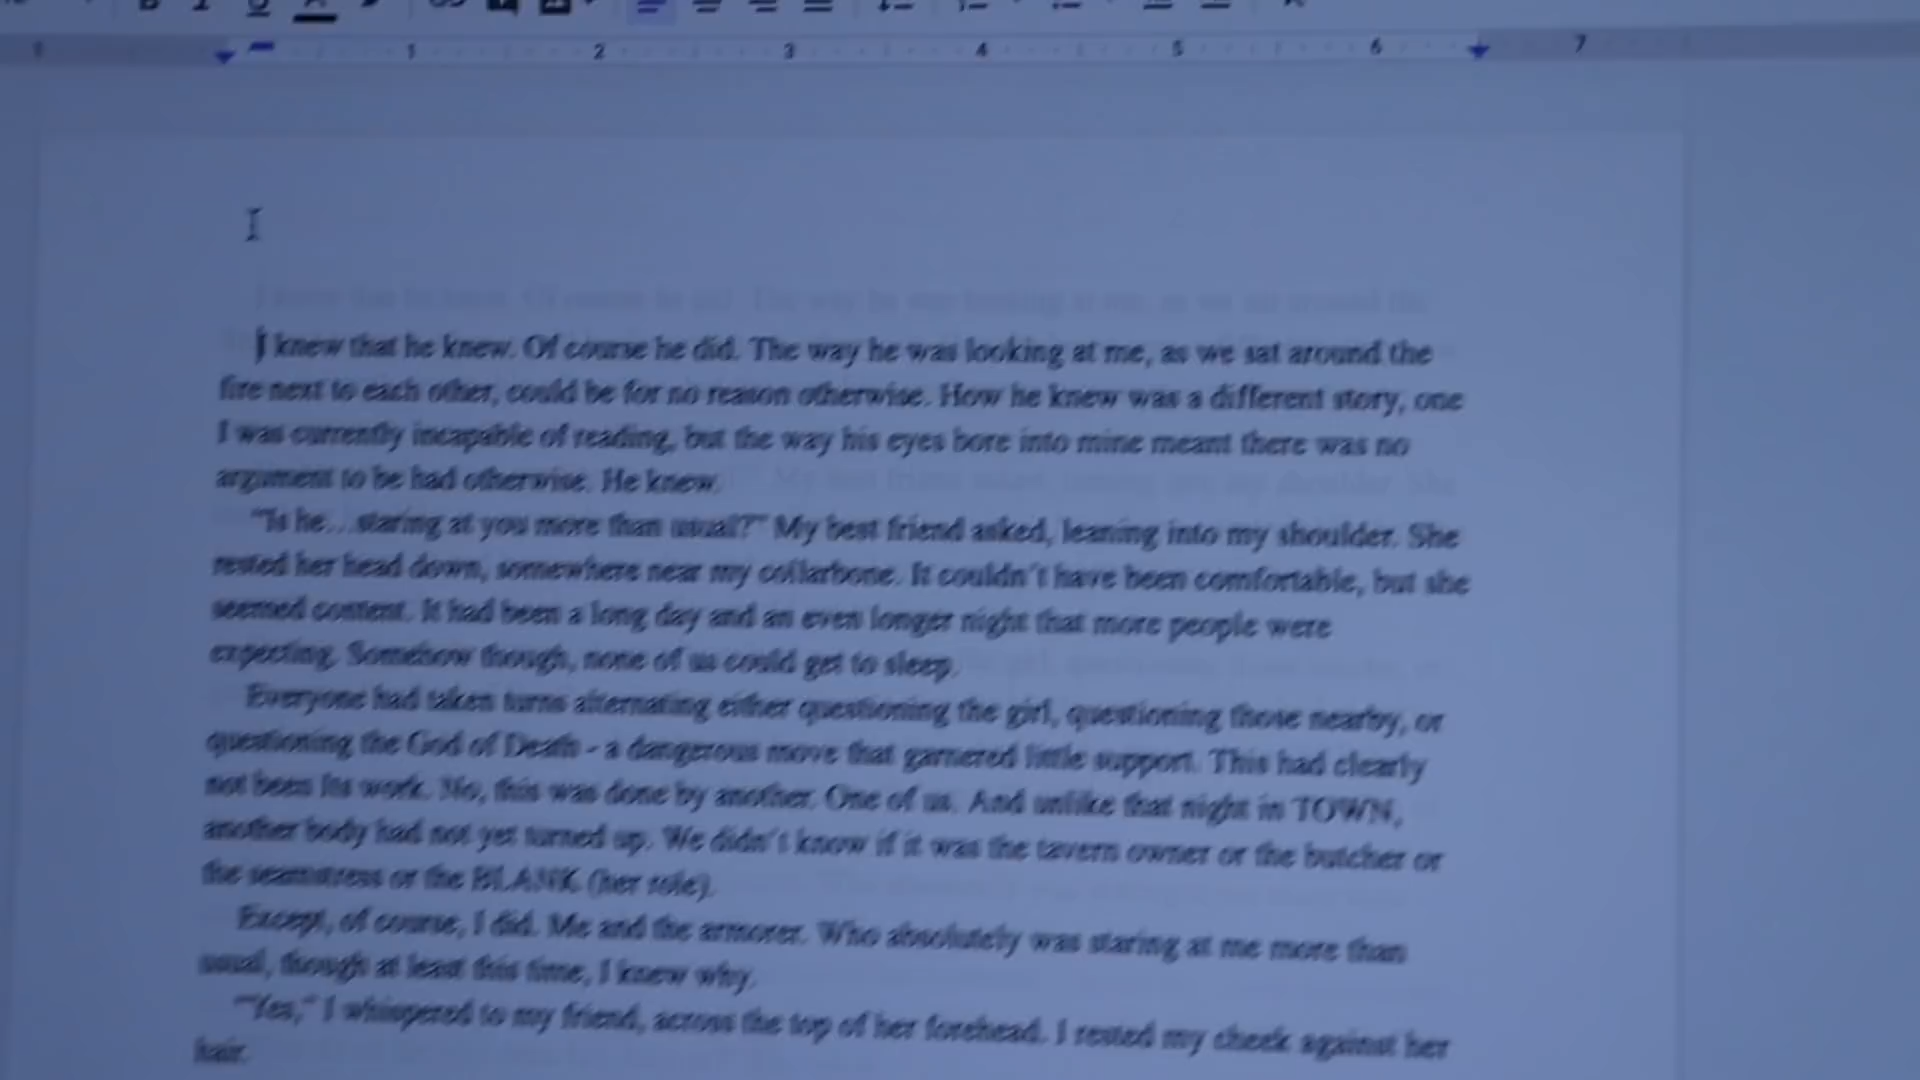 B I U A
1 2 3 4 5 6 7
I knew that he knew. Of course he did. The way he was looking at me, as we sat around the
fire next to each other, could be for no reason otherwise. How he knew was a different story, one
I was currently incapable of reading, but the way his eyes bore into mine meant there was no
argument to be had otherwise. He knew.
"Is he...staring at you more than usual?" My best friend asked, leaning into my shoulder. She
rested her head down, somewhere near my collarbone. It couldn't have been comfortable, but she
seemed content. It had been a long day and an even longer night that more people were
expecting. Somehow though, none of us could get to sleep.
Everyone had taken turns alternating either questioning the girl, questioning those nearby, or
questioning the God of Death - a dangerous move that garnered little support. This had clearly
not been its work. No, this was done by another. One of us. And unlike that night in TOWN,
another body had not yet turned up. We didn't know if it was the tavern owner or the butcher or
the seamstress or the BLANK (her role).
Except, of course, I did. Me and the armorer. Who absolutely was staring at me more than
usual, though at least this time, I knew why.
"Yes," I whispered to my friend, across the top of her forehead. I rested my cheek against her
hair.